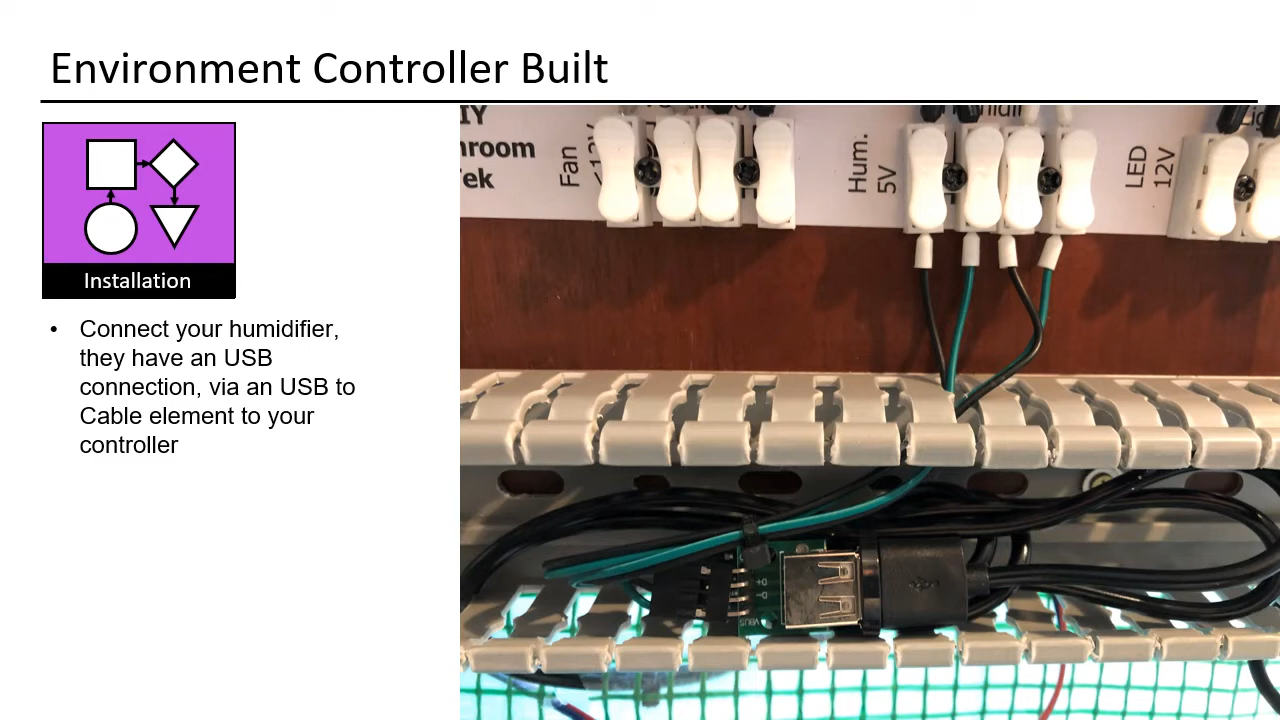 Environment Controller Built
Installation
• Connect your humidifier,
they have an USB
connection, via an USB to
Cable element to your
controller
Fan
Hum.
5V
LED
12V
D+
D-
VBUS